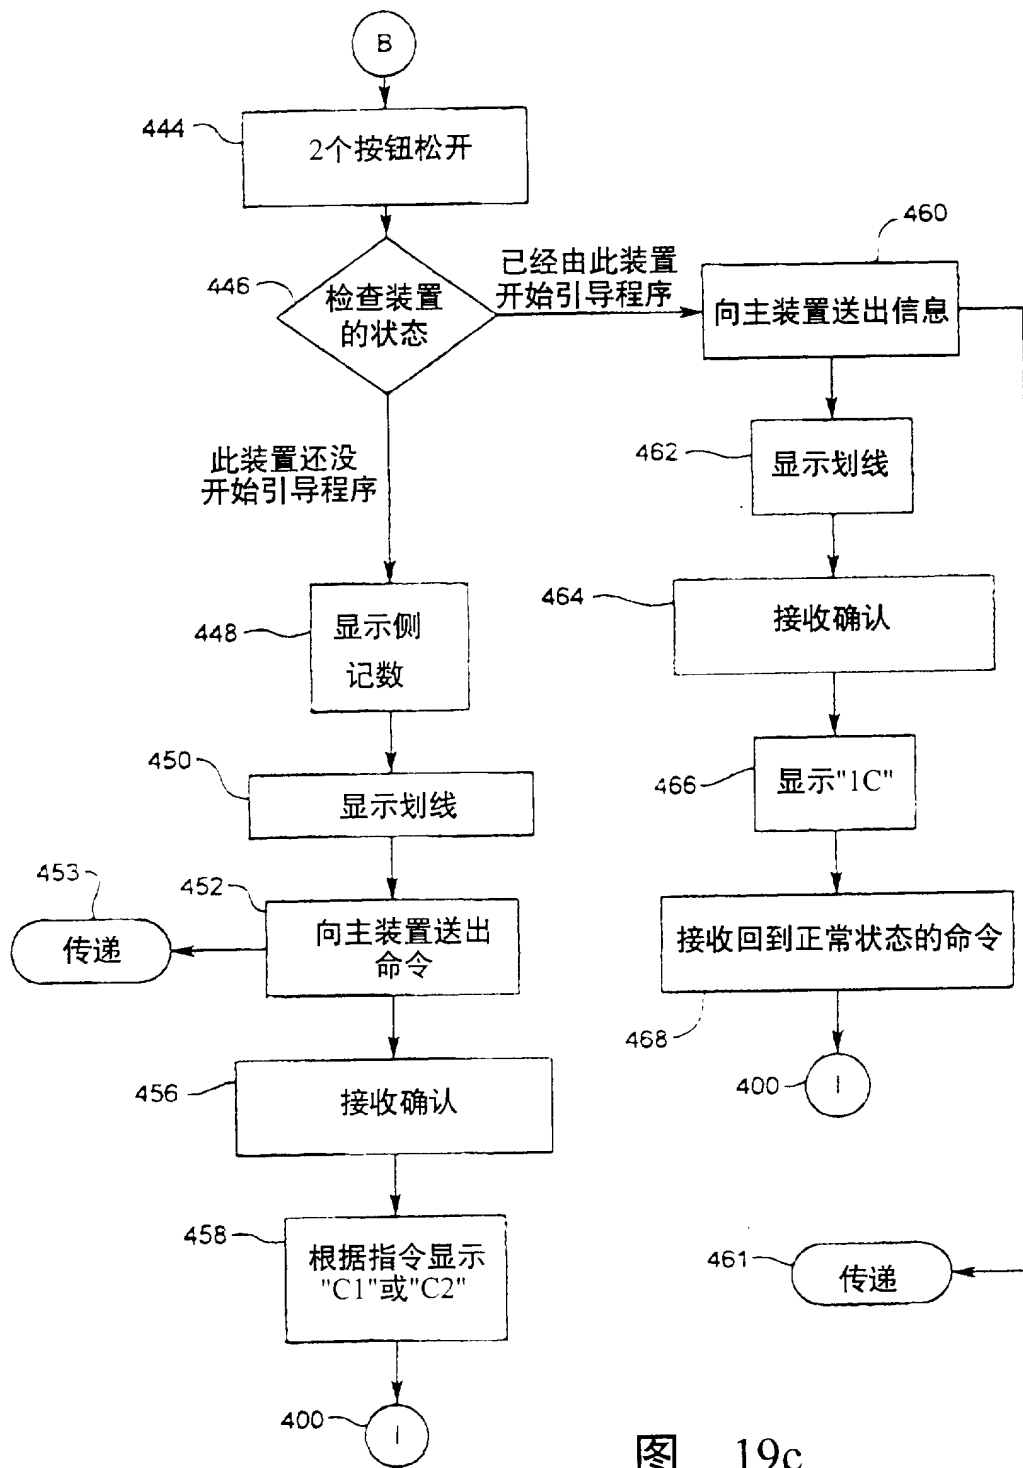 B
444
2个按钮松开
460
446
检查装置
的状态
已经由此装置
开始引导程序
向主装置送出信息
462
显示划线
此装置还没
开始引导程序
464
接收确认
448
显示侧
记数
450
显示划线
466
显示"1C"
453
传递
452
向主装置送出
命令
接收回到正常状态的命令
468
456
接收确认
400
I
458
根据指令显示
"C1"或"C2"
461
传递
400
I
图 19c